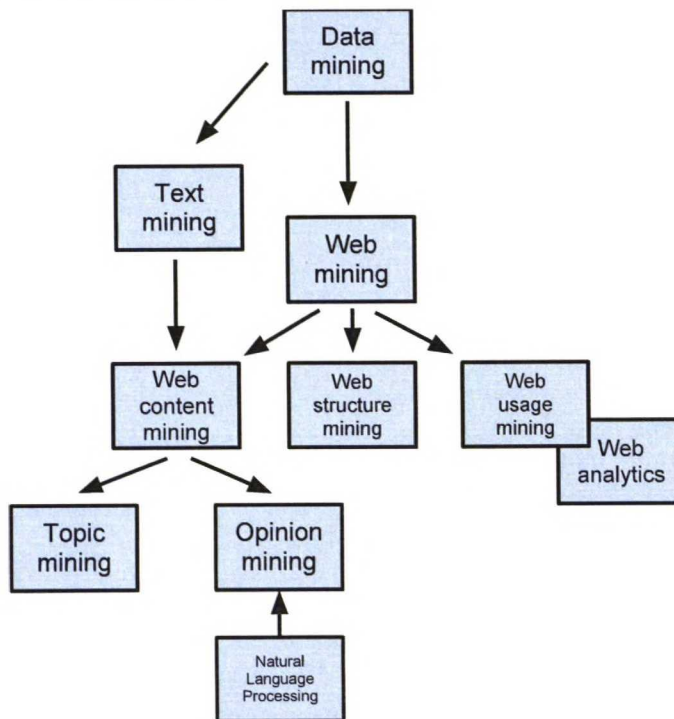 Data
mining
Text
mining
Web
mining
Web
content
mining
Web
structure
mining
Web
usage
mining
Web
analytics
Topic
mining
Opinion
mining
Natural
Language
Processing